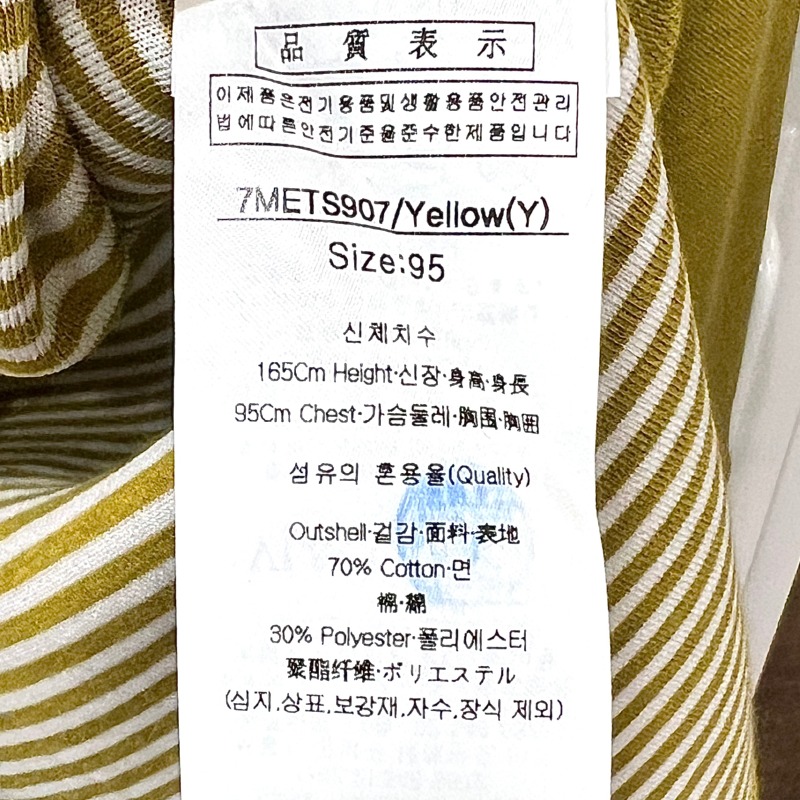 品質表示
이제품은전기용품및생활용품안전관리
법에따른안전기준을준수한제품입니다
7METS907/Yellow(Y)
Size:95
신체치수
165Cm Height·신장·身高·身長
95Cm Chest·가슴둘레·胸围·胸囲
섬유의 혼용율(Quality)
Outshell·겉감·面料·表地
70% Cotton·면
棉·綿
30% Polyester·폴리에스터
聚酯纤维·ポリエステル
(심지,상표,보강재,자수,장식 제외)